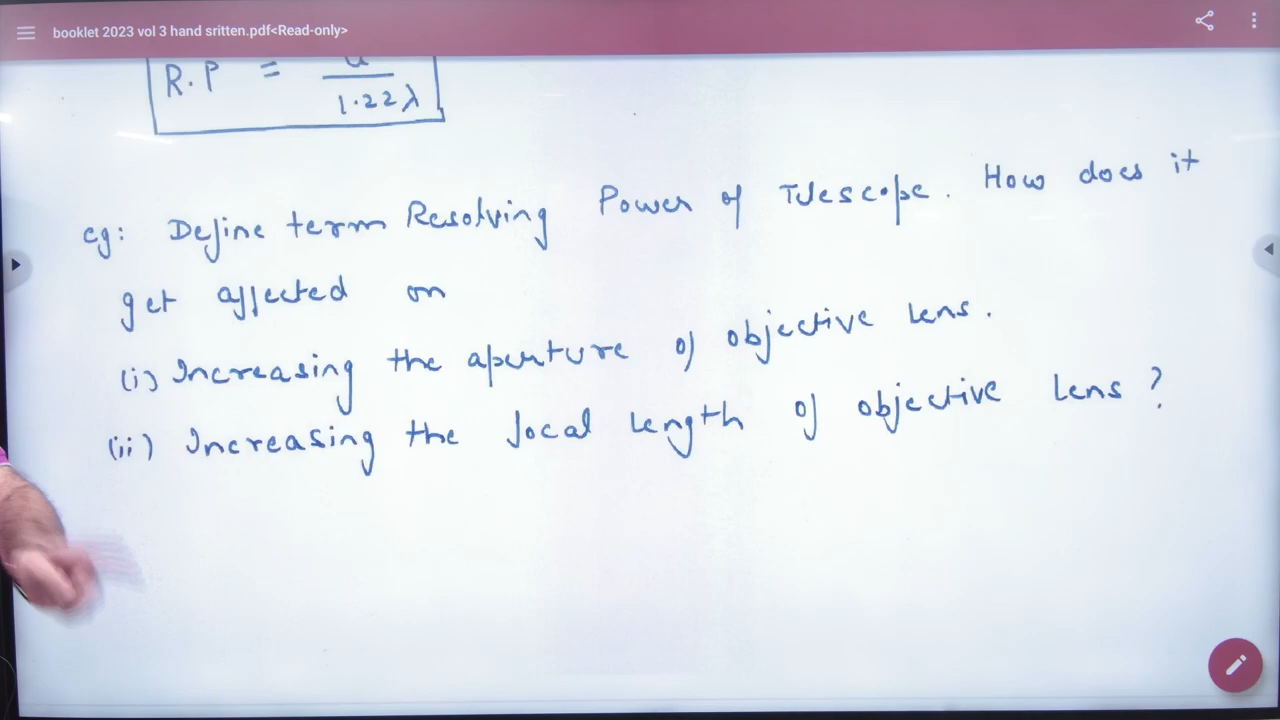 booklet 2023 vol 3 hand sritten.pdf<Read-only>
R.P =
1.22λ
eg: Define term Resolving Power of Telescope. How does it
get affected on
(i) Increasing the aperture of objective lens.
(ii) Increasing the focal length of objective lens?